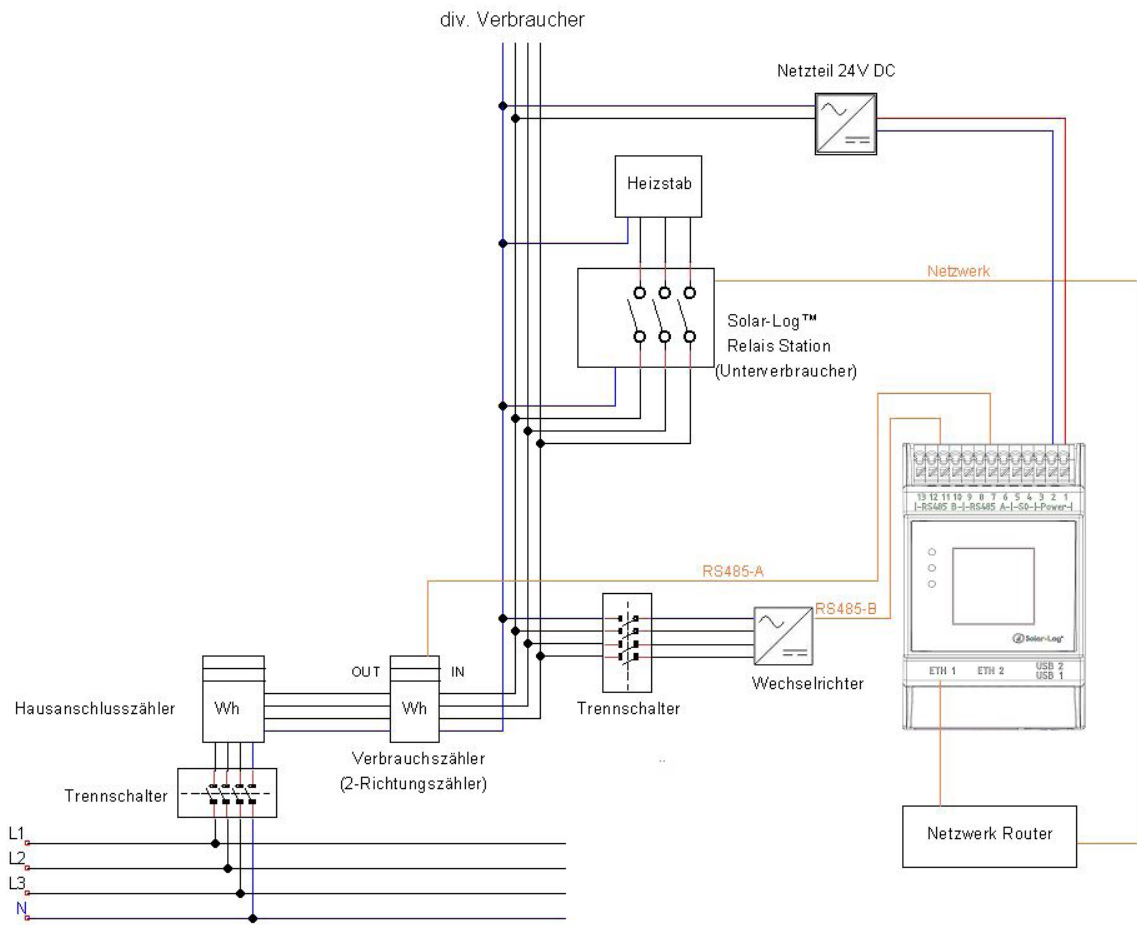 div. Verbraucher
Netzteil 24V DC
Heizstab
Netzwerk
Solar-Log™
Relais Station
(Unterverbraucher)
13 12 11 10 9 8 7 6 5 4 3 2 1
|-RS485 B-|-RS485 A-|-S0-|-Power-|
RS485-A
RS485-B
Solar-Log™
OUT
IN
ETH 1
ETH 2
USB 2
USB 1
Wechselrichter
Hausanschlusszähler
Wh
Wh
Trennschalter
Verbrauchszähler
(2-Richtungszähler)
..
Trennschalter
Netzwerk Router
L1
L2
L3
N